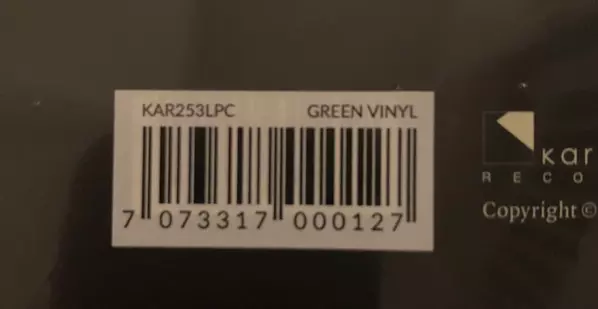 KAR253LPC GREEN VINYL
7 073317 000127
kar
RECO
Copyright ©